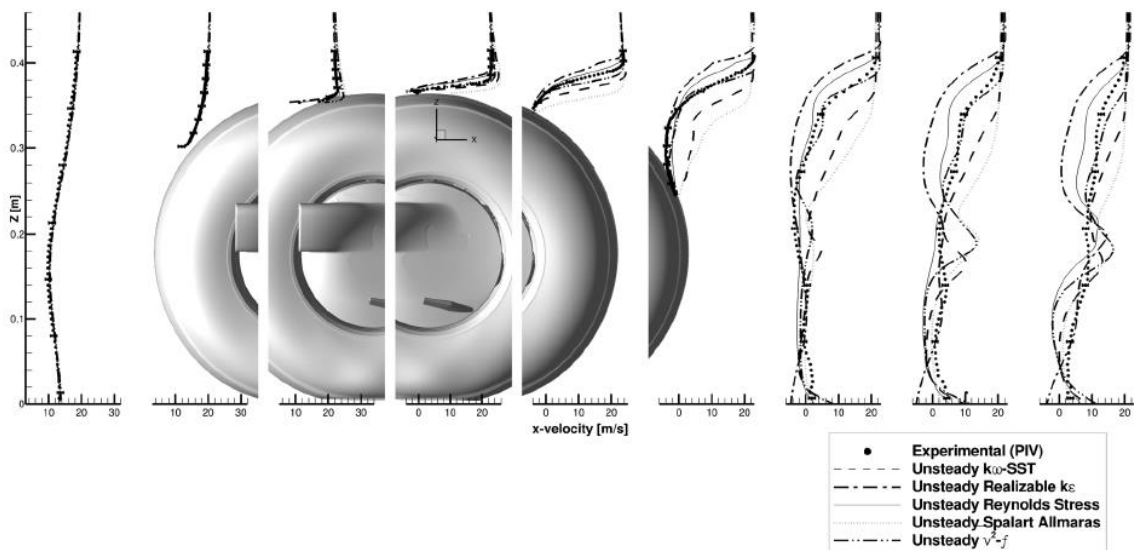 0.4
0.3
Z [m]
0.2
0.1
0
z
x
10 20 30
10 20 30
0 10 20
0 10 20
0 10 20
0 10 20
0 10 20
0 10 20
0 10 20
x-velocity [m/s]
Experimental (PIV)
Unsteady kω-SST
Unsteady Realizable kε
Unsteady Reynolds Stress
Unsteady Spalart Allmaras
Unsteady v²-f